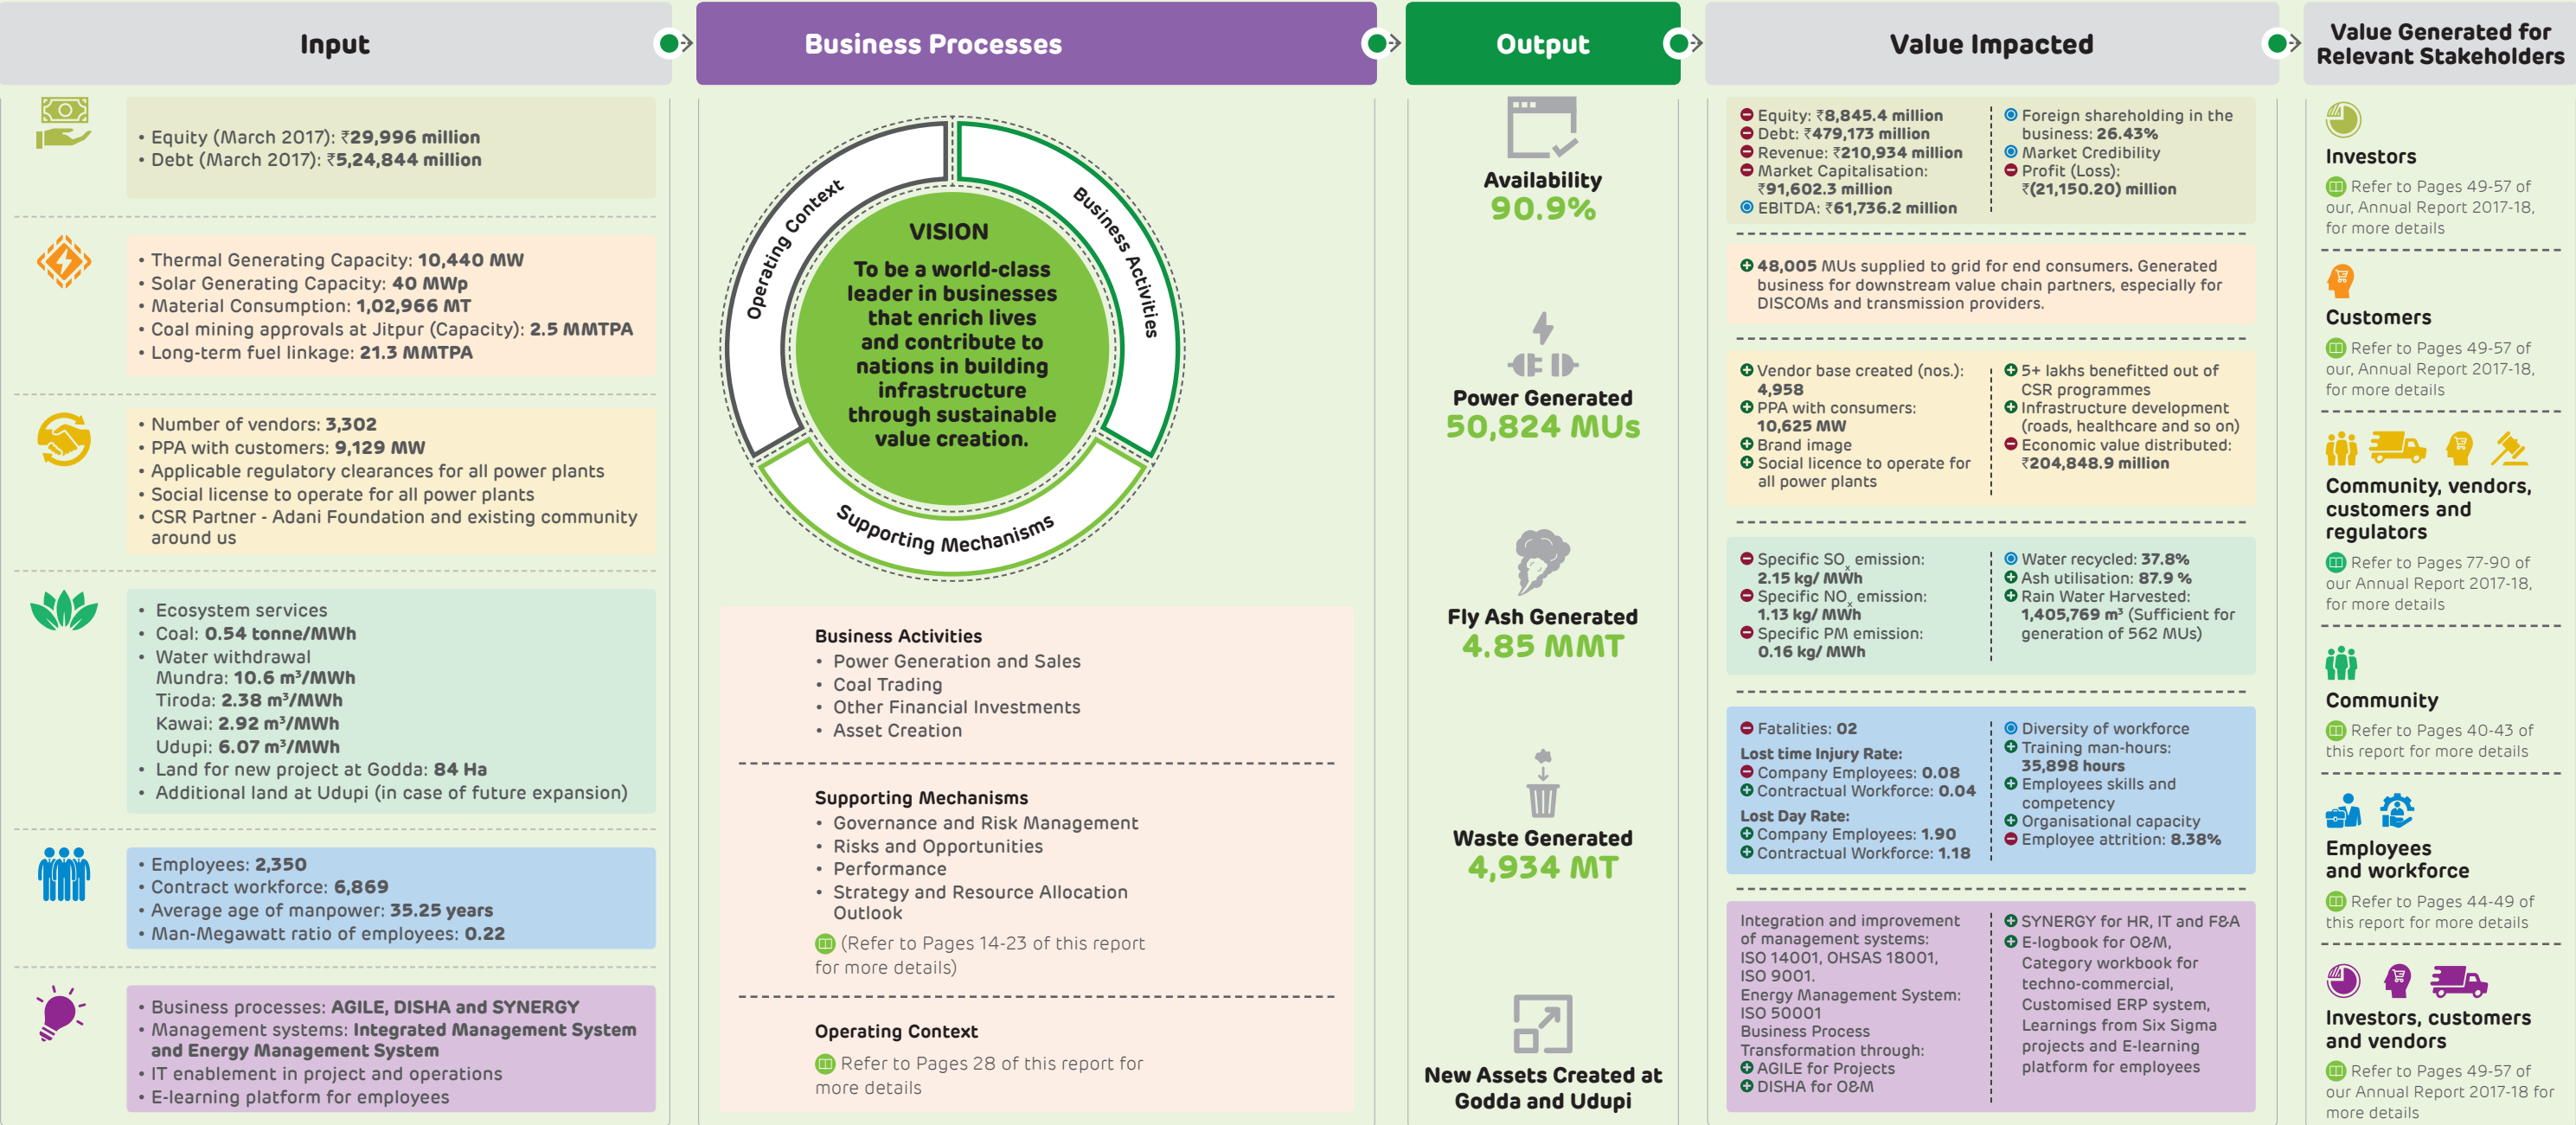 Input
• Equity (March 2017): ₹29,996 million
• Debt (March 2017): ₹5,24,844 million
• Thermal Generating Capacity: 10,440 MW
• Solar Generating Capacity: 40 MWp
• Material Consumption: 1,02,966 MT
• Coal mining approvals at Jitpur (Capacity): 2.5 MMTPA
• Long-term fuel linkage: 21.3 MMTPA
• Number of vendors: 3,302
• PPA with customers: 9,129 MW
• Applicable regulatory clearances for all power plants
• Social license to operate for all power plants
• CSR Partner - Adani Foundation and existing community
around us
• Ecosystem services
• Coal: 0.54 tonne/MWh
• Water withdrawal
Mundra: 10.6 m³/MWh
Tiroda: 2.38 m³/MWh
Kawai: 2.92 m³/MWh
Udupi: 6.07 m³/MWh
• Land for new project at Godda: 84 Ha
• Additional land at Udupi (in case of future expansion)
• Employees: 2,350
• Contract workforce: 6,869
• Average age of manpower: 35.25 years
• Man-Megawatt ratio of employees: 0.22
• Business processes: AGILE, DISHA and SYNERGY
• Management systems: Integrated Management System
and Energy Management System
• IT enablement in project and operations
• E-learning platform for employees
Business Processes
Operating Context
Business Activities
Supporting Mechanisms
VISION
To be a world-class
leader in businesses
that enrich lives
and contribute to
nations in building
infrastructure
through sustainable
value creation.
Business Activities
• Power Generation and Sales
• Coal Trading
• Other Financial Investments
• Asset Creation
Supporting Mechanisms
• Governance and Risk Management
• Risks and Opportunities
• Performance
• Strategy and Resource Allocation
Outlook
(Refer to Pages 14-23 of this report
for more details)
Operating Context
Refer to Pages 28 of this report for
more details
Output
Availability
90.9%
Power Generated
50,824 MUs
Fly Ash Generated
4.85 MMT
Waste Generated
4,934 MT
New Assets Created at
Godda and Udupi
Value Impacted
Equity: ₹8,845.4 million
Debt: ₹479,173 million
Revenue: ₹210,934 million
Market Capitalisation:
₹91,602.3 million
EBITDA: ₹61,736.2 million
Foreign shareholding in the
business: 26.43%
Market Credibility
Profit (Loss):
₹(21,150.20) million
48,005 MUs supplied to grid for end consumers. Generated
business for downstream value chain partners, especially for
DISCOMs and transmission providers.
Vendor base created (nos.):
4,958
PPA with consumers:
10,625 MW
Brand image
Social licence to operate for
all power plants
5+ lakhs benefitted out of
CSR programmes
Infrastructure development
(roads, healthcare and so on)
Economic value distributed:
₹204,848.9 million
Specific SOx emission:
2.15 kg/ MWh
Specific NOx emission:
1.13 kg/ MWh
Specific PM emission:
0.16 kg/ MWh
Water recycled: 37.8%
Ash utilisation: 87.9 %
Rain Water Harvested:
1,405,769 m³ (Sufficient for
generation of 562 MUs)
Fatalities: 02
Lost time Injury Rate:
Company Employees: 0.08
Contractual Workforce: 0.04
Lost Day Rate:
Company Employees: 1.90
Contractual Workforce: 1.18
Diversity of workforce
Training man-hours:
35,898 hours
Employees skills and
competency
Organisational capacity
Employee attrition: 8.38%
Integration and improvement
of management systems:
ISO 14001, OHSAS 18001,
ISO 9001.
Energy Management System:
ISO 50001
Business Process
Transformation through:
AGILE for Projects
DISHA for O&M
SYNERGY for HR, IT and F&A
E-logbook for O&M,
Category workbook for
techno-commercial,
Customised ERP system,
Learnings from Six Sigma
projects and E-learning
platform for employees
Value Generated for
Relevant Stakeholders
Investors
Refer to Pages 49-57 of
our, Annual Report 2017-18,
for more details
Customers
Refer to Pages 49-57 of
our, Annual Report 2017-18,
for more details
Community, vendors,
customers and
regulators
Refer to Pages 77-90 of
our Annual Report 2017-18,
for more details
Community
Refer to Pages 40-43 of
this report for more details
Employees
and workforce
Refer to Pages 44-49 of
this report for more details
Investors, customers
and vendors
Refer to Pages 49-57 of
our Annual Report 2017-18 for
more details